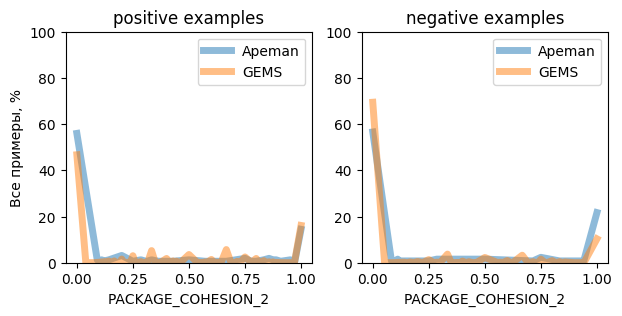 positive examples
negative examples
100
80
60
40
20
0
Все примеры, %
Apeman
GEMS
0.00 0.25 0.50 0.75 1.00
PACKAGE_COHESION_2
100
80
60
40
20
0
Apeman
GEMS
0.00 0.25 0.50 0.75 1.00
PACKAGE_COHESION_2